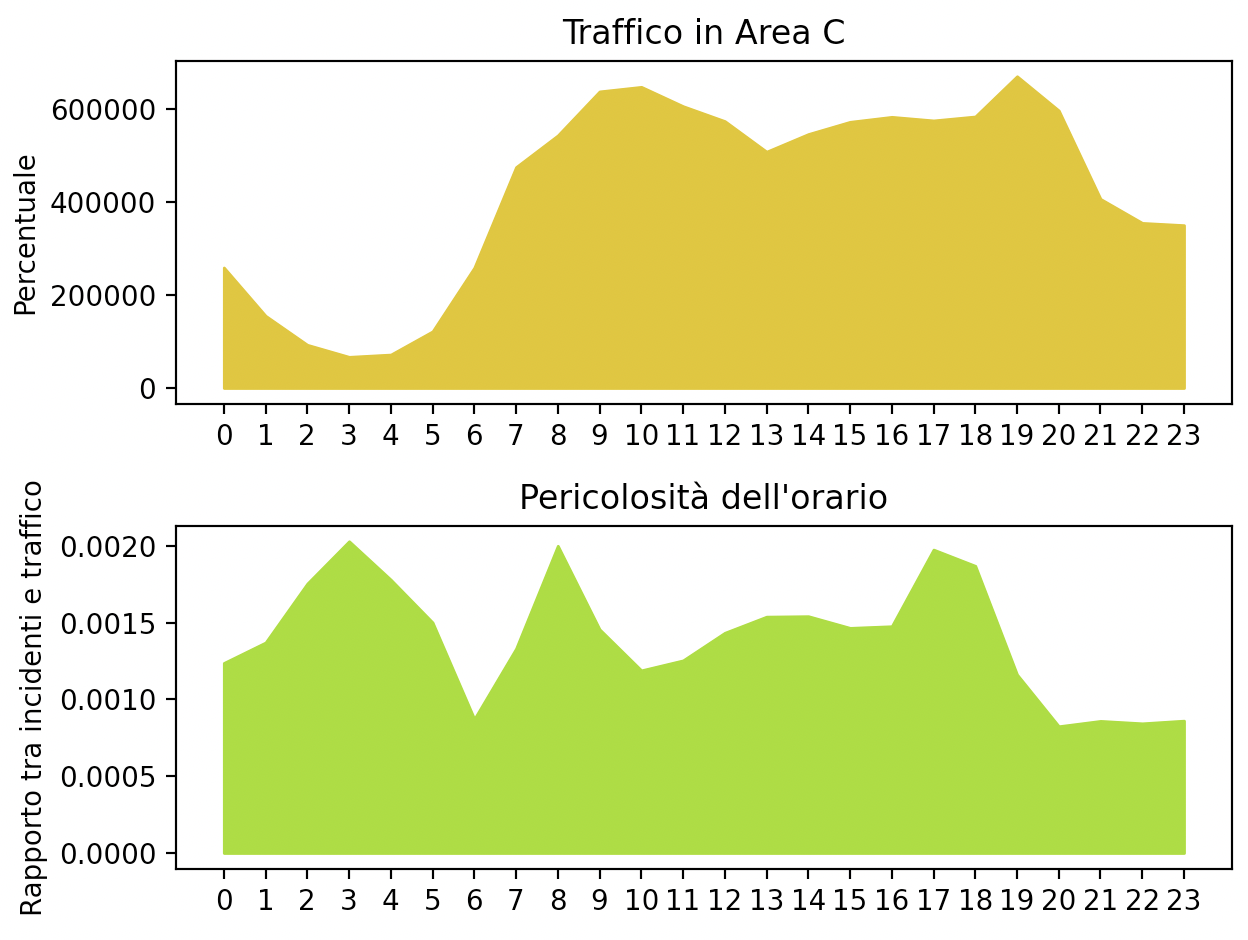 Traffico in Area C
Percentuale
600000
400000
200000
0
0 1 2 3 4 5 6 7 8 9 10 11 12 13 14 15 16 17 18 19 20 21 22 23
Pericolosità dell'orario
Rapporto tra incidenti e traffico
0.0020
0.0015
0.0010
0.0005
0.0000
0 1 2 3 4 5 6 7 8 9 10 11 12 13 14 15 16 17 18 19 20 21 22 23